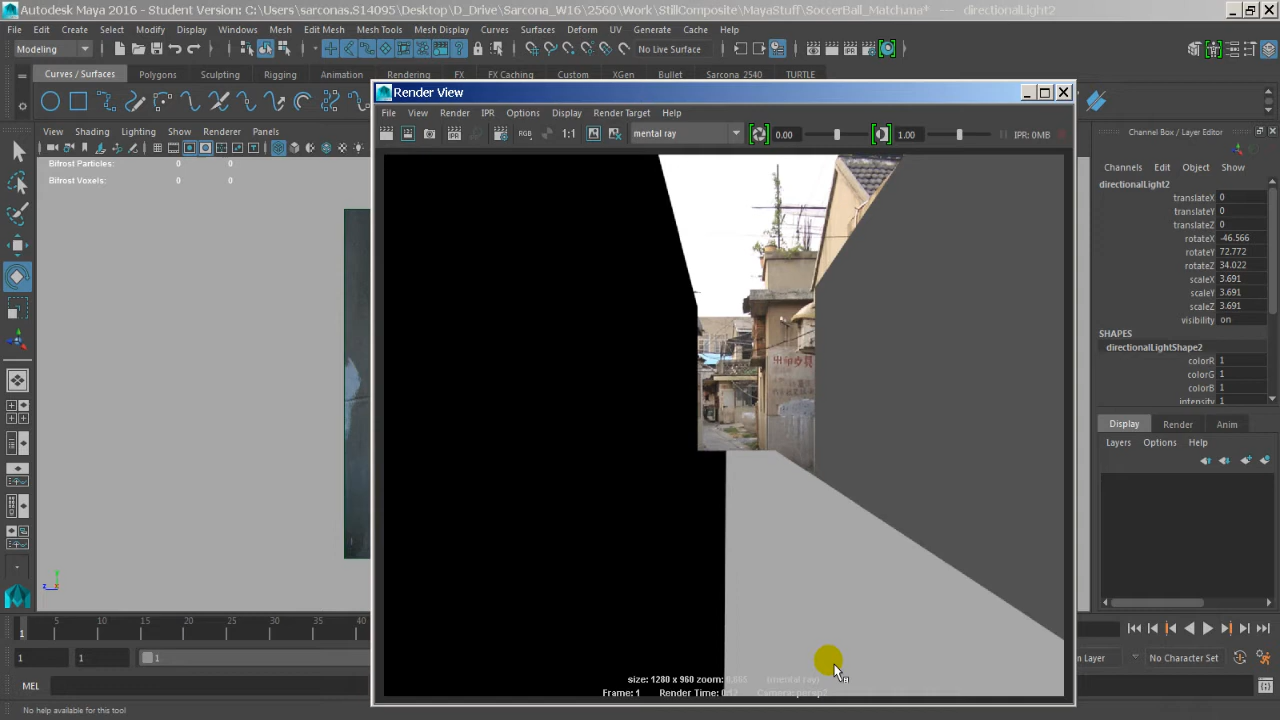 Autodesk Maya 2016 - Student Version: C:\Users\sarconas.S14095\Desktop\D_Drive\Sarcona_W16\2560\Work\StillComposite\MayaStuff\SoccerBall_Match.ma* --- directionalLight2
File Edit Create Select Modify Display Windows Mesh Edit Mesh Mesh Tools Mesh Display Curves Surfaces Deform UV Generate Cache Help
Modeling
No Live Surface
Curves / Surfaces Polygons Sculpting Rigging Animation Rendering FX FX Caching Custom XGen Bullet Sarcona_2540 TURTLE
Render View
File View Render IPR Options Display Render Target Help
RGB 1:1 mental ray 0.00 1.00 IPR: 0MB
View Shading Lighting Show Renderer Panels
Bifrost Particles: 0 0
Bifrost Voxels: 0 0
Channel Box / Layer Editor
Channels Edit Object Show
directionalLight2
translateX 0
translateY 0
translateZ 0
rotateX -46.566
rotateY 72.772
rotateZ 34.022
scaleX 3.691
scaleY 3.691
scaleZ 3.691
visibility on
SHAPES
directionalLightShape2
colorR 1
colorG 1
colorB 1
intensity 1
Display Render Anim
Layers Options Help
size: 1280 x 960 zoom: (mental ray)
Frame: 1 Render Time: Camera: persp2
z x y
1 5 10 15 20 25 30 35 40
1 1 1
n Layer No Character Set
MEL
No help available for this tool